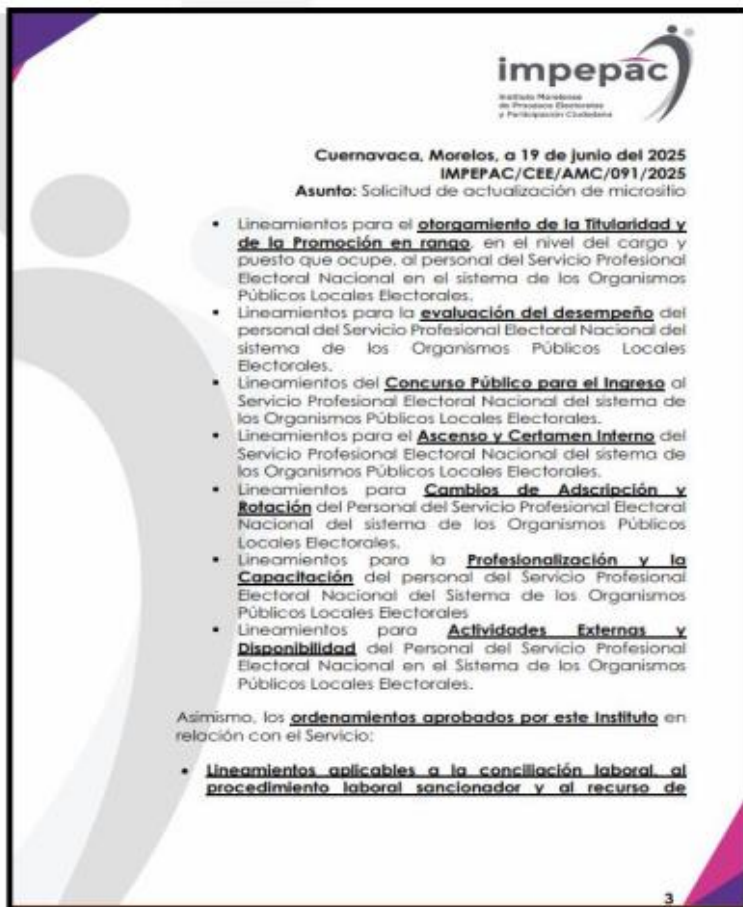 impepac
Instituto Morelense
de Procesos Electorales
y Participación Ciudadana
Cuernavaca, Morelos, a 19 de junio del 2025
IMPEPAC/CEE/AMC/091/2025
Asunto: Solicitud de actualización de micrositio
• Lineamientos para el otorgamiento de la Titularidad y
de la Promoción en rango, en el nivel del cargo y
puesto que ocupe, al personal del Servicio Profesional
Electoral Nacional en el sistema de los Organismos
Públicos Locales Electorales.
• Lineamientos para la evaluación del desempeño del
personal del Servicio Profesional Electoral Nacional del
sistema de los Organismos Públicos Locales
Electorales.
• Lineamientos del Concurso Público para el Ingreso al
Servicio Profesional Electoral Nacional del sistema de
los Organismos Públicos Locales Electorales.
• Lineamientos para el Ascenso y Certamen Interno del
Servicio Profesional Electoral Nacional del sistema de
los Organismos Públicos Locales Electorales.
• Lineamientos para Cambios de Adscripción y
Rotación del Personal del Servicio Profesional Electoral
Nacional del sistema de los Organismos Públicos
Locales Electorales.
• Lineamientos para la Profesionalización y la
Capacitación del personal del Servicio Profesional
Electoral Nacional del Sistema de los Organismos
Públicos Locales Electorales
• Lineamientos para Actividades Externas y
Disponibilidad del Personal del Servicio Profesional
Electoral Nacional en el Sistema de los Organismos
Públicos Locales Electorales.
Asimismo, los ordenamientos aprobados por este Instituto en
relación con el Servicio:
• Lineamientos aplicables a la conciliación laboral, al
procedimiento laboral sancionador y al recurso de
3